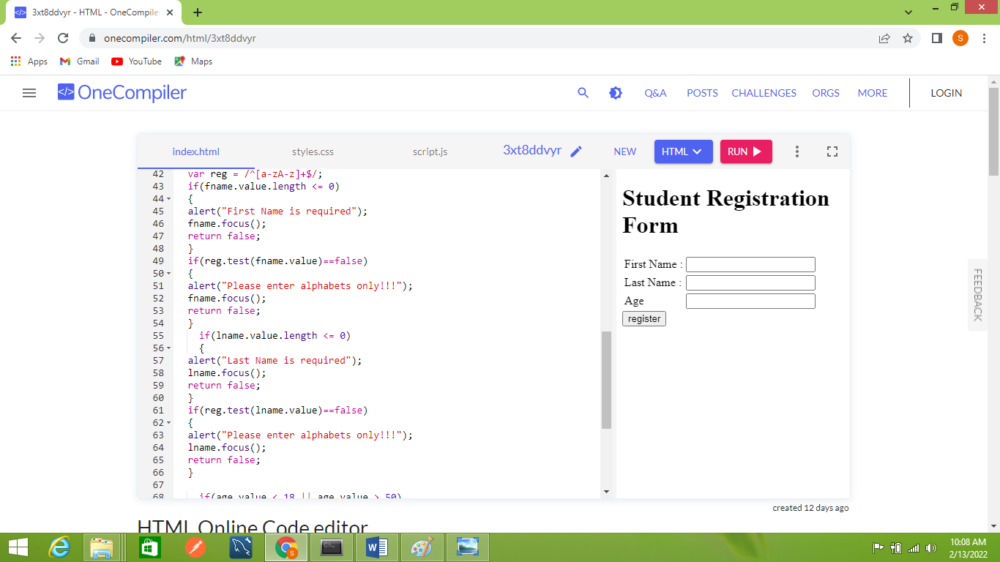 3xt8ddvyr - HTML - OneCompile
onecompiler.com/html/3xt8ddvyr
S
Apps Gmail YouTube Maps
</> OneCompiler Q&A POSTS CHALLENGES ORGS MORE LOGIN
index.html styles.css script.js 3xt8ddvyr NEW HTML RUN
42 var reg = /^[a-zA-z]+$/;
43 if(fname.value.length <= 0)
44 {
45 alert("First Name is required");
46 fname.focus();
47 return false;
48 }
49 if(reg.test(fname.value)==false)
50 {
51 alert("Please enter alphabets only!!!");
52 fname.focus();
53 return false;
54 }
55 if(lname.value.length <= 0)
56 {
57 alert("Last Name is required");
58 lname.focus();
59 return false;
60 }
61 if(reg.test(lname.value)==false)
62 {
63 alert("Please enter alphabets only!!!");
64 lname.focus();
65 return false;
66 }
67
68 if(age.value < 18 || age.value > 50)
Student Registration
Form
First Name :
Last Name :
Age
register
FEEDBACK
created 12 days ago
HTML Online Code editor
10:08 AM
2/13/2022